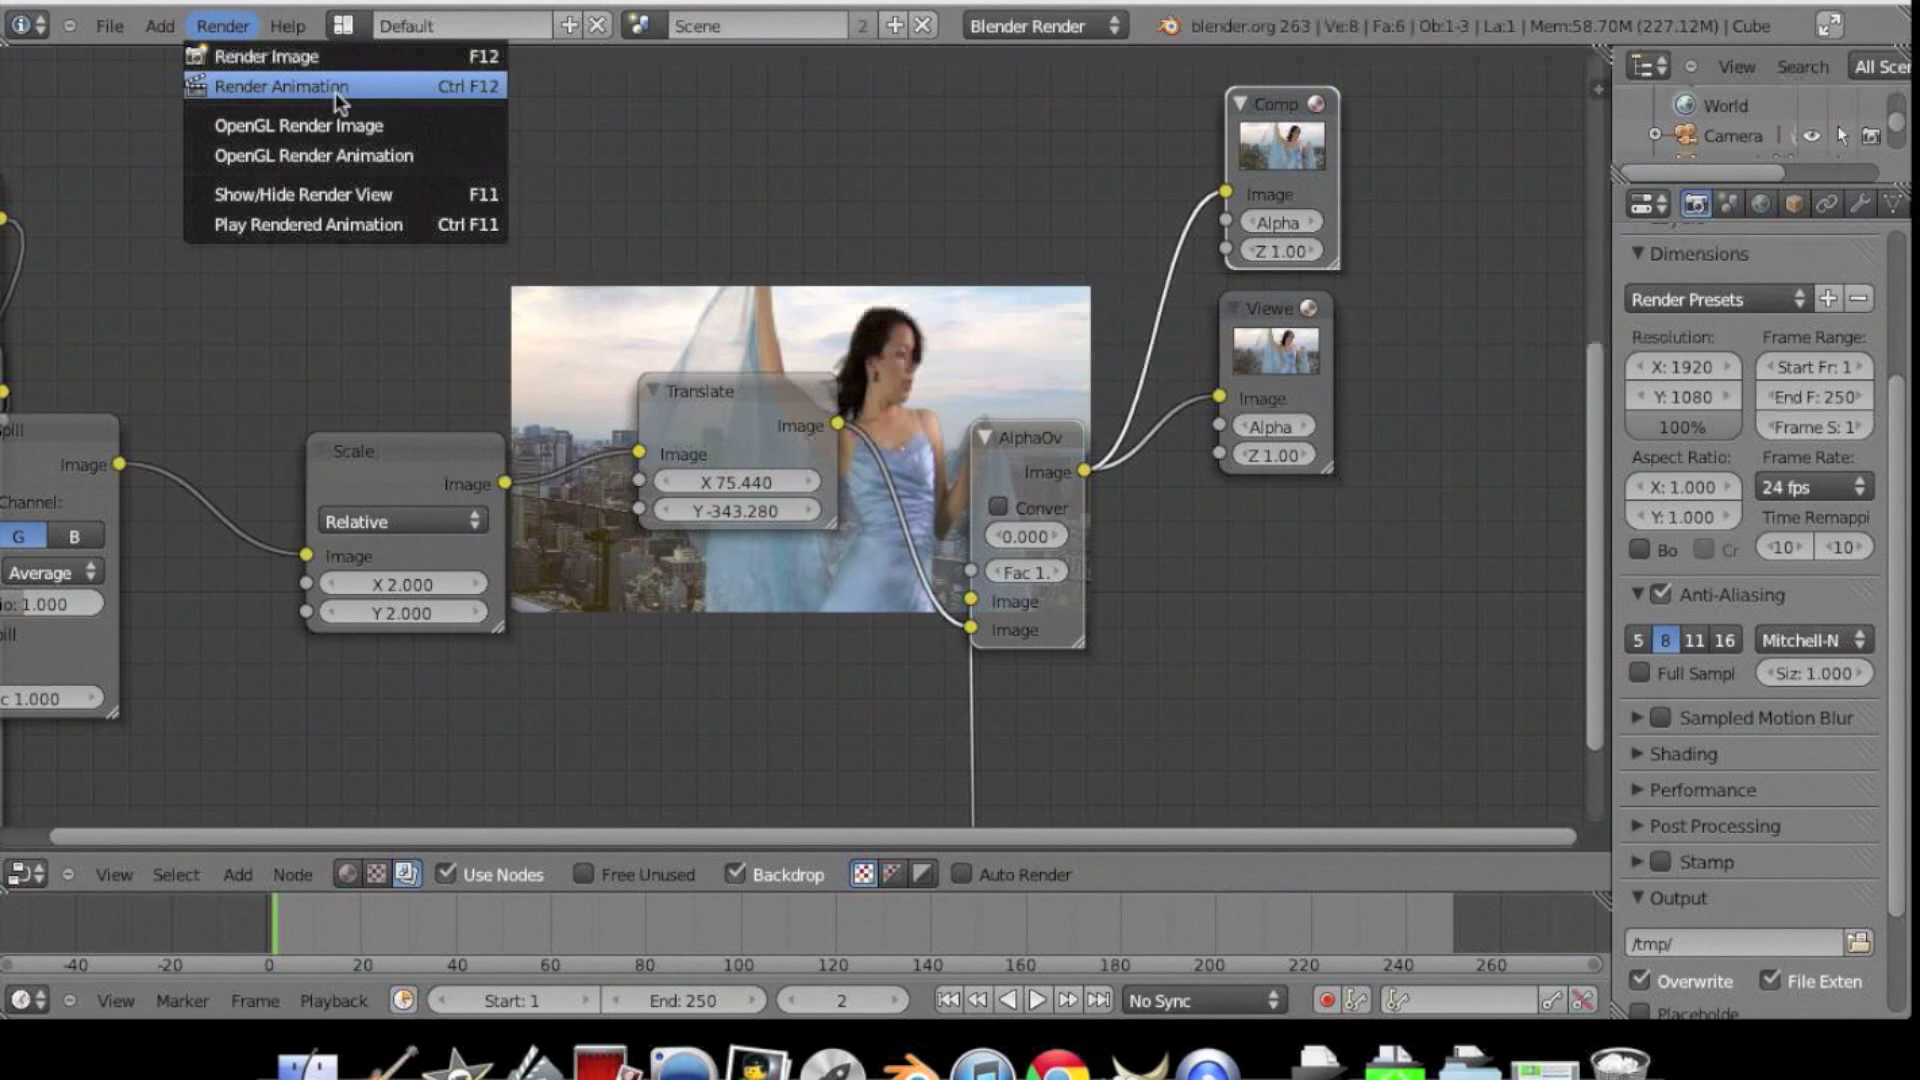 File Add Render Help Default Scene 2 Blender Render blender.org 263 | Ve:8 | Fa:6 | Ob:1-3 | La:1 | Mem:58.70M (227.12M) | Cube
Render Image F12
Render Animation Ctrl F12
OpenGL Render Image
OpenGL Render Animation
Show/Hide Render View F11
Play Rendered Animation Ctrl F11
pill
Image
Channel:
G B
Average
io: 1.000
pill
c 1.000
Scale
Image
Relative
Image
X 2.000
Y 2.000
Translate
Image
Image
X 75.440
Y -343.280
AlphaOv
Image
Conver
0.000
Fac 1.
Image
Image
Comp
Image
Alpha
Z 1.00
Viewe
Image
Alpha
Z 1.00
View Search All Scen
World
Camera
Dimensions
Render Presets
Resolution: Frame Range:
X: 1920 Start Fr: 1
Y: 1080 End F: 250
100% Frame S: 1
Aspect Ratio: Frame Rate:
X: 1.000 24 fps
Y: 1.000 Time Remappi
Bo Cr 10 10
Anti-Aliasing
5 8 11 16 Mitchell-N
Full Sampl Siz: 1.000
Sampled Motion Blur
Shading
Performance
Post Processing
Stamp
Output
/tmp/
Overwrite File Exten
Placeholde
View Select Add Node Use Nodes Free Unused Backdrop Auto Render
-40 -20 0 20 40 60 80 100 120 140 160 180 200 220 240 260
View Marker Frame Playback Start: 1 End: 250 2 No Sync